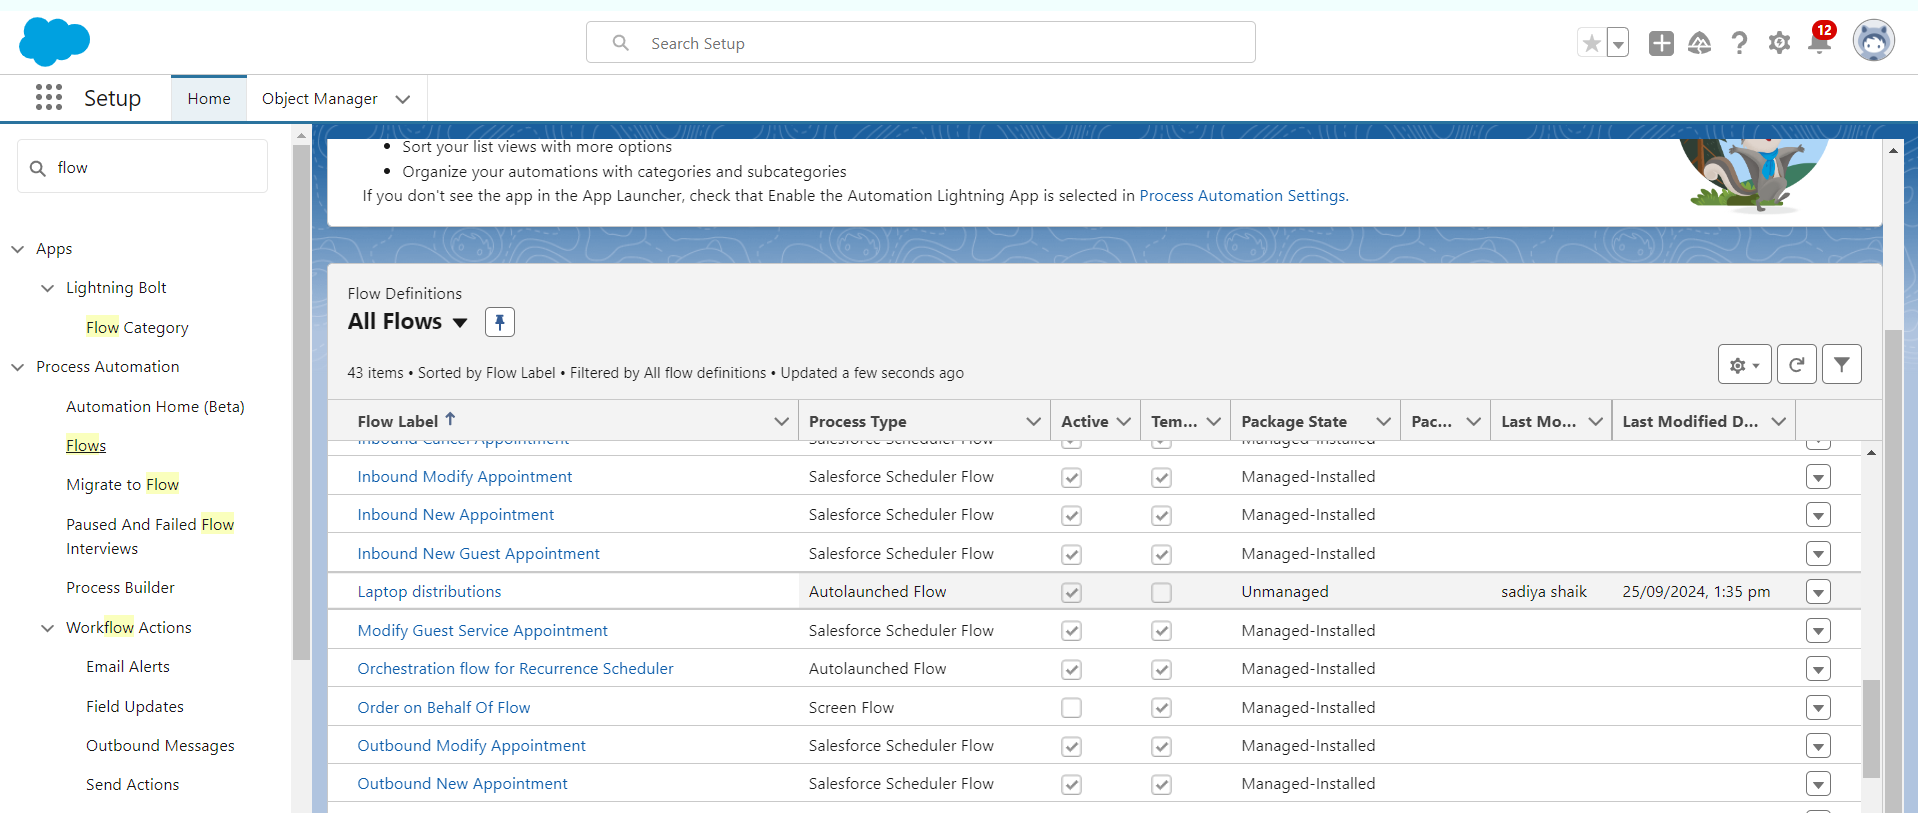 Search Setup
12
Setup
Home
Object Manager
flow
Apps
Lightning Bolt
Flow Category
Process Automation
Automation Home (Beta)
Flows
Migrate to Flow
Paused And Failed Flow
Interviews
Process Builder
Workflow Actions
Email Alerts
Field Updates
Outbound Messages
Send Actions
Sort your list views with more options
Organize your automations with categories and subcategories
If you don't see the app in the App Launcher, check that Enable the Automation Lightning App is selected in Process Automation Settings.
Flow Definitions
All Flows
43 items • Sorted by Flow Label • Filtered by All flow definitions • Updated a few seconds ago
Flow Label Process Type Active Tem... Package State Pac... Last Mo... Last Modified D...
Inbound Cancel Appointment Salesforce Scheduler Flow Managed-Installed
Inbound Modify Appointment Salesforce Scheduler Flow Managed-Installed
Inbound New Appointment Salesforce Scheduler Flow Managed-Installed
Inbound New Guest Appointment Salesforce Scheduler Flow Managed-Installed
Laptop distributions Autolaunched Flow Unmanaged sadiya shaik 25/09/2024, 1:35 pm
Modify Guest Service Appointment Salesforce Scheduler Flow Managed-Installed
Orchestration flow for Recurrence Scheduler Autolaunched Flow Managed-Installed
Order on Behalf Of Flow Screen Flow Managed-Installed
Outbound Modify Appointment Salesforce Scheduler Flow Managed-Installed
Outbound New Appointment Salesforce Scheduler Flow Managed-Installed